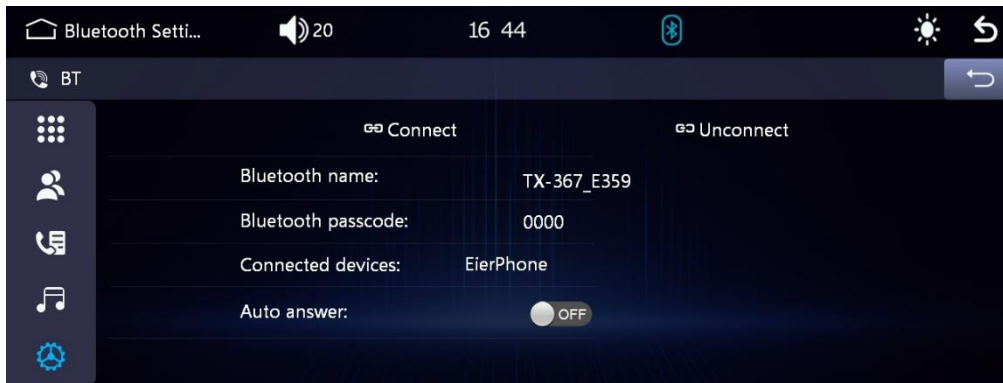 Bluetooth Setti... 20 16 44
BT
Connect Unconnect
Bluetooth name: TX-367_E359
Bluetooth passcode: 0000
Connected devices: EierPhone
Auto answer: OFF